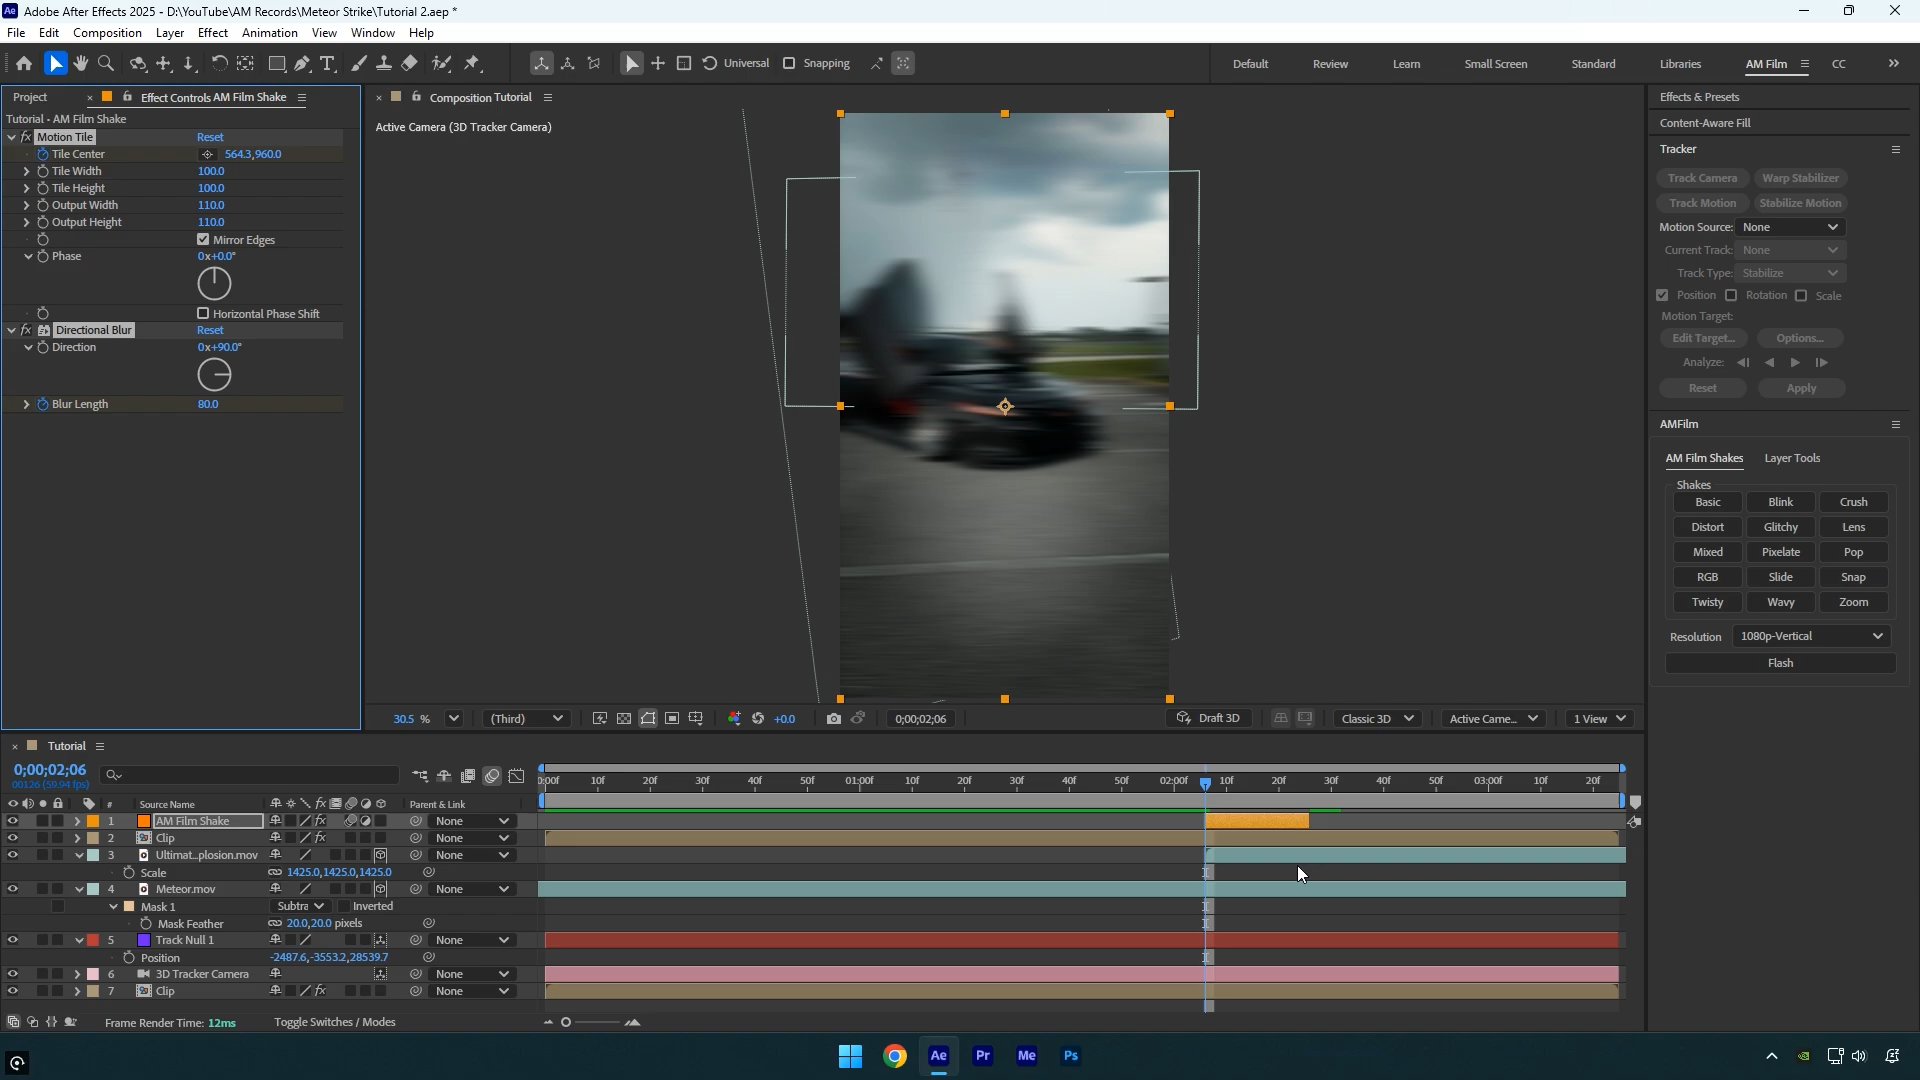 Adobe After Effects 2025 - D:\YouTube\AM Records\Meteor Strike\Tutorial 2.aep *
File Edit Composition Layer Effect Animation View Window Help
Universal Snapping Default Review Learn Small Screen Standard Libraries AM Film CC
Project Effect Controls AM Film Shake
Tutorial - AM Film Shake
Motion Tile Reset
Tile Center 564.3,960.0
Tile Width 100.0
Tile Height 100.0
Output Width 110.0
Output Height 110.0
Mirror Edges
Phase 0x+0.0°
Horizontal Phase Shift
Directional Blur Reset
Direction 0x+90.0°
Blur Length 80.0
Composition Tutorial
Active Camera (3D Tracker Camera)
30.5 % (Third) +0.0 0;00;02;06 Draft 3D Classic 3D Active Came... 1 View
Effects & Presets
Content-Aware Fill
Tracker
Track Camera Warp Stabilizer
Track Motion Stabilize Motion
Motion Source: None
Current Track: None
Track Type: Stabilize
Position Rotation Scale
Motion Target:
Edit Target... Options...
Analyze:
Reset Apply
AMFilm
AM Film Shakes Layer Tools
Shakes
Basic Blink Crush
Distort Glitchy Lens
Mixed Pixelate Pop
RGB Slide Snap
Twisty Wavy Zoom
Resolution 1080p-Vertical
Flash
Tutorial
0;00;02;06
00126 (59.94 fps)
0:00f 10f 20f 30f 40f 50f 01:00f 10f 20f 30f 40f 50f 02:00f 10f 20f 30f 40f 50f 03:00f 10f 20f
# Source Name Parent & Link
1 AM Film Shake None
2 Clip None
3 Ultimat...plosion.mov None
Scale 1425.0,1425.0,1425.0
4 Meteor.mov None
Mask 1 Subtra Inverted
Mask Feather 20.0,20.0 pixels
5 Track Null 1 None
Position -2487.6,-3553.2,28539.7
6 3D Tracker Camera None
7 Clip None
Frame Render Time: 12ms Toggle Switches / Modes
Ae Pr Me Ps